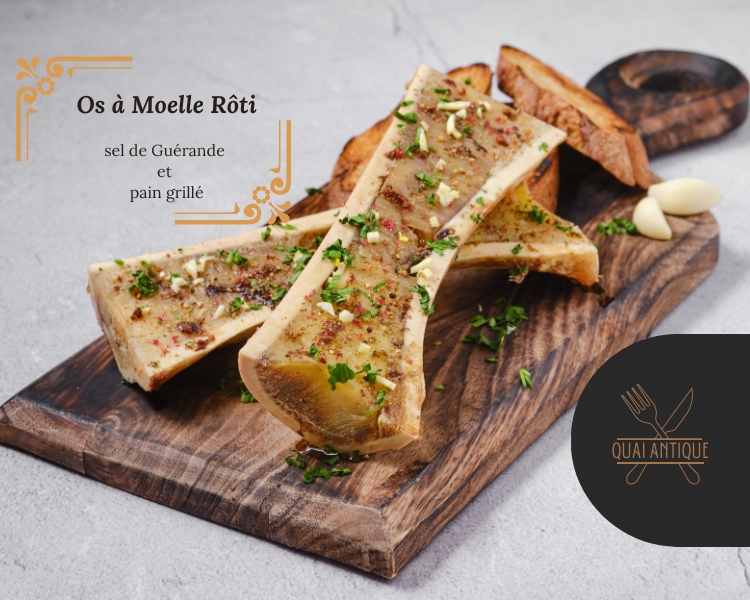 Os à Moelle Rôti
sel de Guérande
et
pain grillé
QUAI ANTIQUE